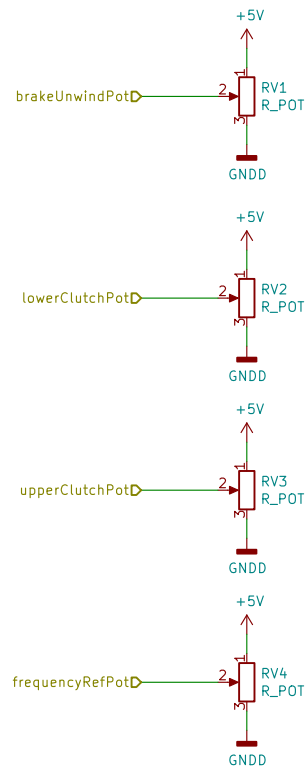 +5V
1
RV1
brakeUnwindPot 2
R_POT
3
GNDD
+5V
1
RV2
lowerClutchPot 2
R_POT
3
GNDD
+5V
1
RV3
upperClutchPot 2
R_POT
3
GNDD
+5V
1
RV4
frequencyRefPot 2
R_POT
3
GNDD